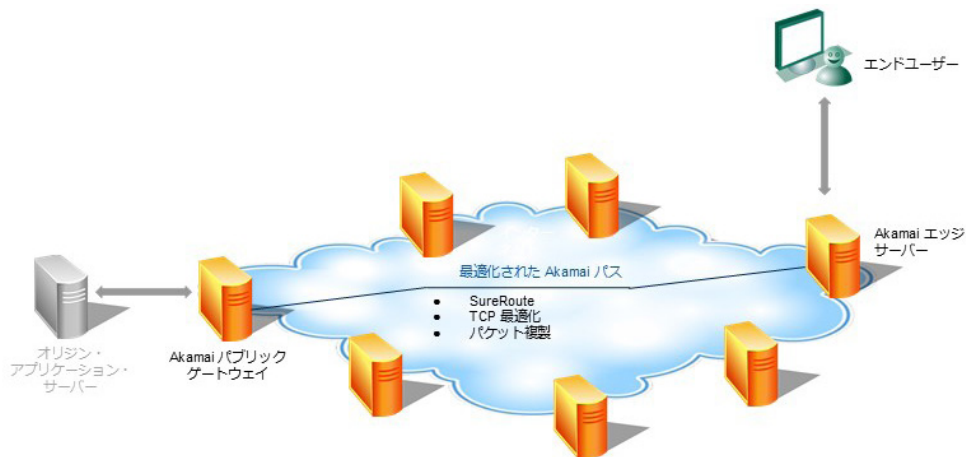 エンドユーザー
Akamai エッジ
サーバー
最適化された Akamai パス
• SureRoute
• TCP 最適化
• パケット複製
Akamai パブリック
ゲートウェイ
オリジン・
アプリケーション・
サーバー